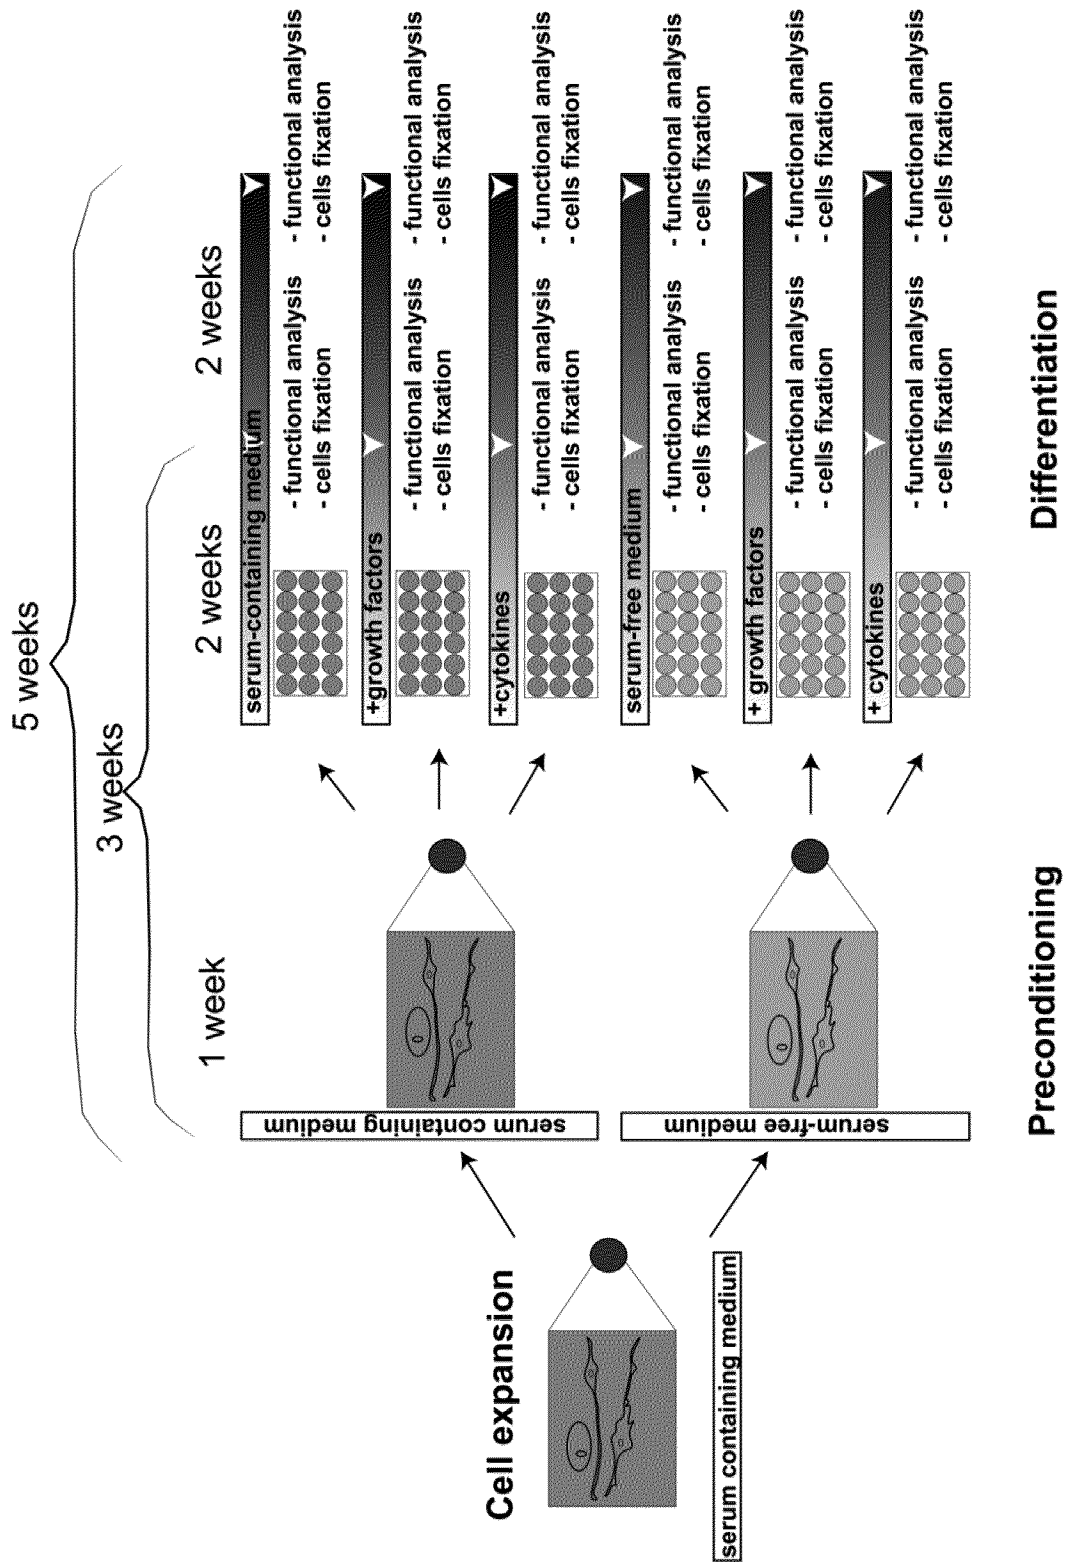 5 weeks
3 weeks
1 week
2 weeks
2 weeks
Cell expansion
serum containing medium
serum containing medium
serum-containing medium
- functional analysis
- cells fixation
- functional analysis
- cells fixation
+growth factors
- functional analysis
- cells fixation
- functional analysis
- cells fixation
+cytokines
- functional analysis
- cells fixation
- functional analysis
- cells fixation
serum-free medium
serum-free medium
- functional analysis
- cells fixation
- functional analysis
- cells fixation
+ growth factors
- functional analysis
- cells fixation
- functional analysis
- cells fixation
+ cytokines
- functional analysis
- cells fixation
- functional analysis
- cells fixation
Preconditioning
Differentiation